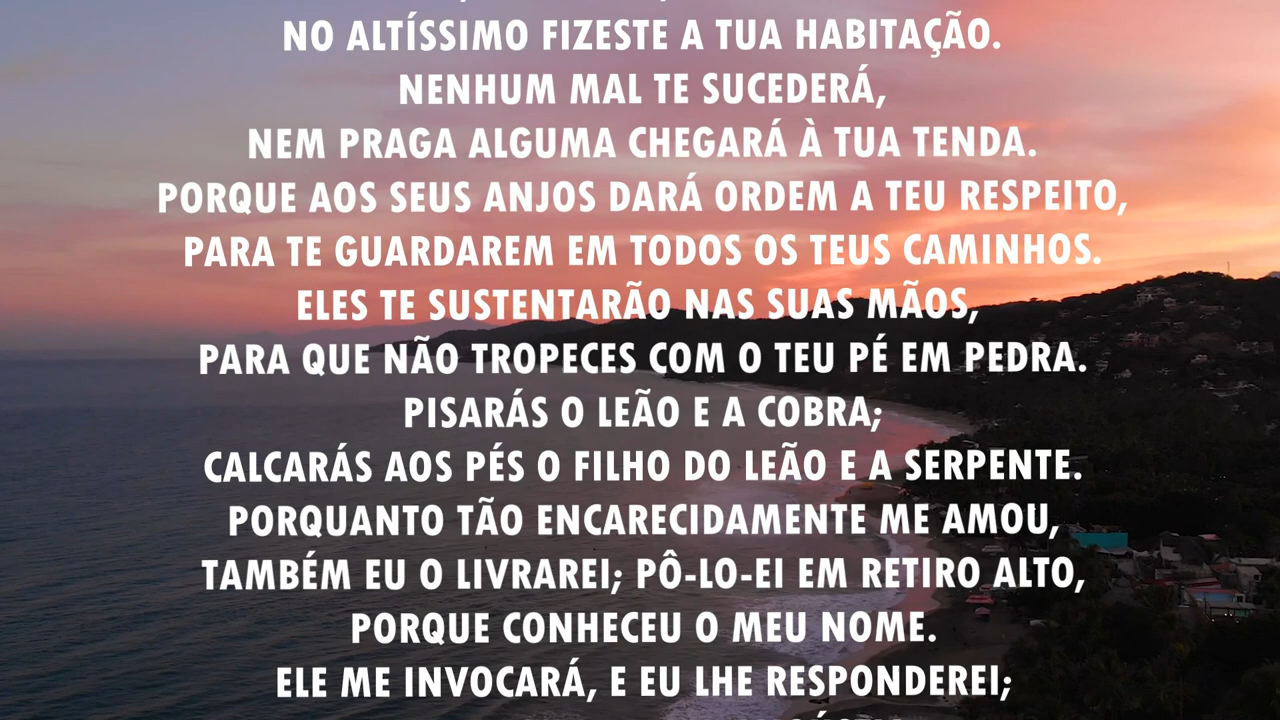 NO ALTÍSSIMO FIZESTE A TUA HABITAÇÃO.
NENHUM MAL TE SUCEDERÁ,
NEM PRAGA ALGUMA CHEGARÁ À TUA TENDA.
PORQUE AOS SEUS ANJOS DARÁ ORDEM A TEU RESPEITO,
PARA TE GUARDAREM EM TODOS OS TEUS CAMINHOS.
ELES TE SUSTENTARÃO NAS SUAS MÃOS,
PARA QUE NÃO TROPECES COM O TEU PÉ EM PEDRA.
PISARÁS O LEÃO E A COBRA;
CALCARÁS AOS PÉS O FILHO DO LEÃO E A SERPENTE.
PORQUANTO TÃO ENCARECIDAMENTE ME AMOU,
TAMBÉM EU O LIVRAREI; PÔ-LO-EI EM RETIRO ALTO,
PORQUE CONHECEU O MEU NOME.
ELE ME INVOCARÁ, E EU LHE RESPONDEREI;